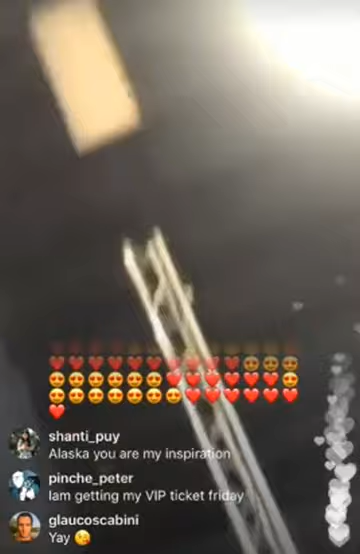 shanti_puy
Alaska you are my inspiration
pinche_peter
Iam getting my VIP ticket friday
glaucoscabini
Yay 😘